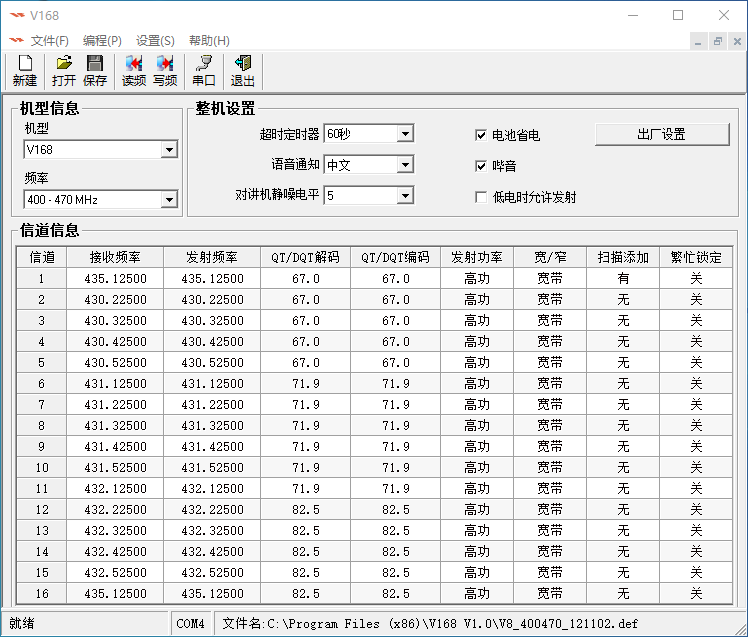 V168
文件(F) 编程(P) 设置(S) 帮助(H)
新建 打开 保存 读频 写频 串口 退出
机型信息
机型
V168
频率
400 - 470 MHz
整机设置
超时定时器 60秒
语音通知 中文
对讲机静噪电平 5
电池省电
哔音
低电时允许发射
出厂设置
信道信息
信道 接收频率 发射频率 QT/DQT解码 QT/DQT编码 发射功率 宽/窄 扫描添加 繁忙锁定
1 435.12500 435.12500 67.0 67.0 高功 宽带 有 关
2 430.22500 430.22500 67.0 67.0 高功 宽带 无 关
3 430.32500 430.32500 67.0 67.0 高功 宽带 无 关
4 430.42500 430.42500 67.0 67.0 高功 宽带 无 关
5 430.52500 430.52500 67.0 67.0 高功 宽带 无 关
6 431.12500 431.12500 71.9 71.9 高功 宽带 无 关
7 431.22500 431.22500 71.9 71.9 高功 宽带 无 关
8 431.32500 431.32500 71.9 71.9 高功 宽带 无 关
9 431.42500 431.42500 71.9 71.9 高功 宽带 无 关
10 431.52500 431.52500 71.9 71.9 高功 宽带 无 关
11 432.12500 432.12500 71.9 71.9 高功 宽带 无 关
12 432.22500 432.22500 82.5 82.5 高功 宽带 无 关
13 432.32500 432.32500 82.5 82.5 高功 宽带 无 关
14 432.42500 432.42500 82.5 82.5 高功 宽带 无 关
15 432.52500 432.52500 82.5 82.5 高功 宽带 无 关
16 435.12500 435.12500 82.5 82.5 高功 宽带 无 关
就绪 COM4 文件名:C:\Program Files (x86)\V168 V1.0\V8_400470_121102.def